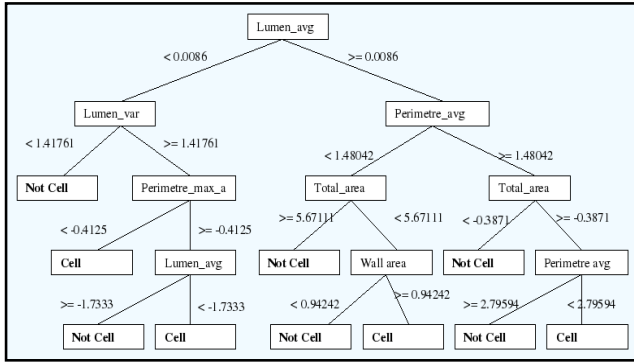 Lumen_avg
< 0.0086 >= 0.0086
Lumen_var Perimetre_avg
< 1.41761 >= 1.41761 < 1.48042 >= 1.48042
Not Cell Perimetre_max_a Total_area Total_area
< -0.4125 >= -0.4125 >= 5.67111 < 5.67111 < -0.3871 >= -0.3871
Cell Lumen_avg Not Cell Wall area Not Cell Perimetre avg
>= -1.7333 < -1.7333 < 0.94242 >= 0.94242 >= 2.79594 < 2.79594
Not Cell Cell Not Cell Cell Not Cell Cell